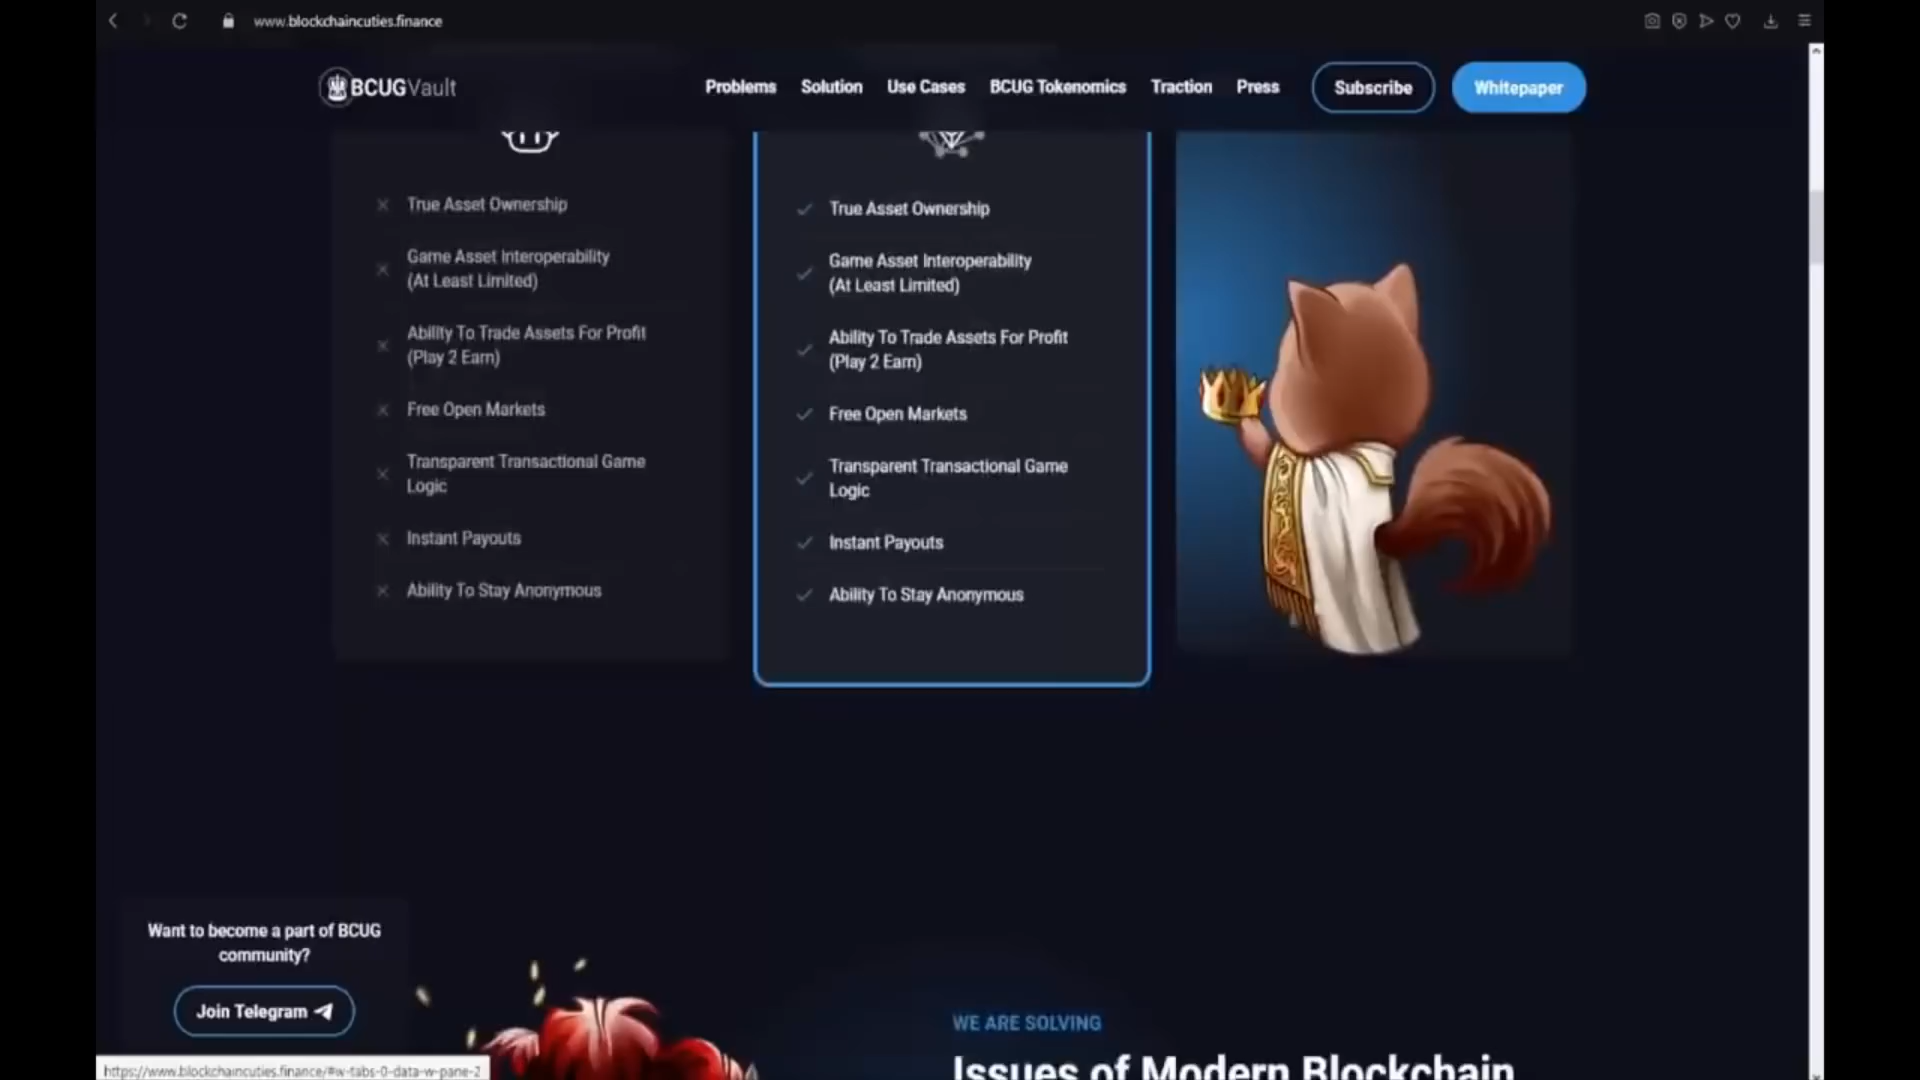 www.blockchaincuties.finance
BCUGVault
Problems Solution Use Cases BCUG Tokenomics Traction Press Subscribe Whitepaper
True Asset Ownership
Game Asset Interoperability
(At Least Limited)
Ability To Trade Assets For Profit
(Play 2 Earn)
Free Open Markets
Transparent Transactional Game
Logic
Instant Payouts
Ability To Stay Anonymous
True Asset Ownership
Game Asset Interoperability
(At Least Limited)
Ability To Trade Assets For Profit
(Play 2 Earn)
Free Open Markets
Transparent Transactional Game
Logic
Instant Payouts
Ability To Stay Anonymous
Want to become a part of BCUG
community?
Join Telegram
WE ARE SOLVING
Issues of Modern Blockchain
https://www.blockchaincuties.finance/#w-tabs-0-data-w-pane-2